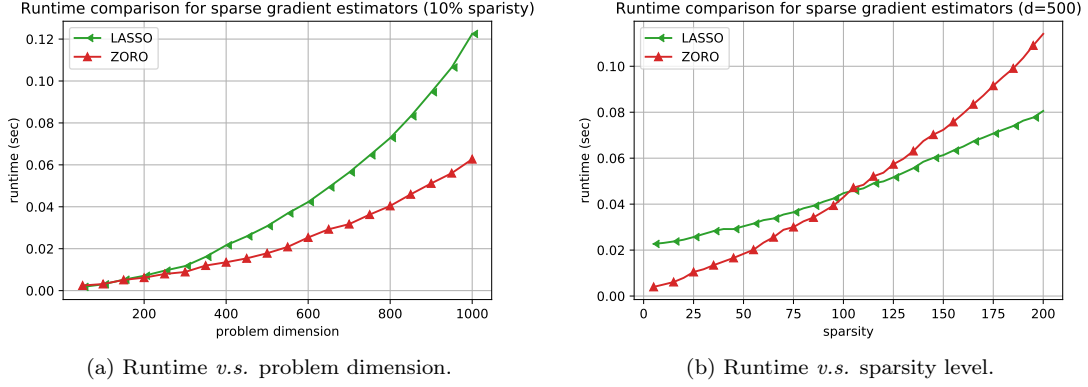 Runtime comparison for sparse gradient estimators (10% sparisty)
LASSO
ZORO
runtime (sec)
0.12
0.10
0.08
0.06
0.04
0.02
0.00
200 400 600 800 1000
problem dimension
(a) Runtime v.s. problem dimension.
Runtime comparison for sparse gradient estimators (d=500)
LASSO
ZORO
runtime (sec)
0.10
0.08
0.06
0.04
0.02
0.00
0 25 50 75 100 125 150 175 200
sparsity
(b) Runtime v.s. sparsity level.